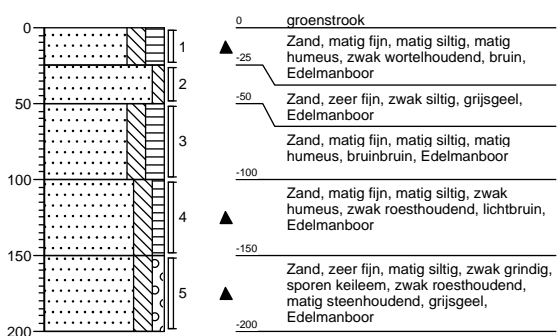 0
50
100
150
200
1
2
3
4
5
0 groenstrook
Zand, matig fijn, matig siltig, matig
humeus, zwak wortelhoudend, bruin,
Edelmanboor
-25
Zand, zeer fijn, zwak siltig, grijsgeel,
Edelmanboor
-50
Zand, matig fijn, matig siltig, matig
humeus, bruinbruin, Edelmanboor
-100
Zand, matig fijn, matig siltig, zwak
humeus, zwak roesthoudend, lichtbruin,
Edelmanboor
-150
Zand, zeer fijn, matig siltig, zwak grindig,
sporen keileem, zwak roesthoudend,
matig steenhoudend, grijsgeel,
Edelmanboor
-200